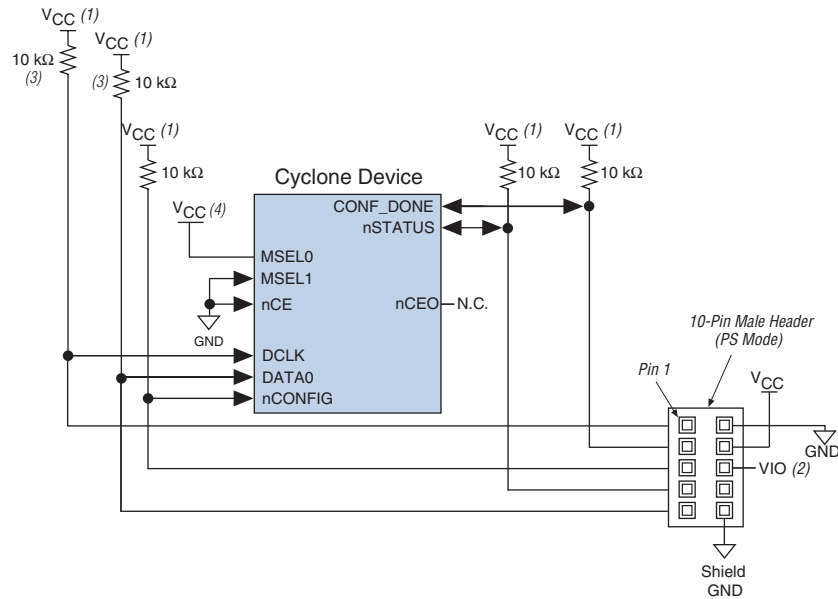 VCC (1)
10 kΩ
(3)
VCC (1)
(3) 10 kΩ
VCC (1)
10 kΩ
VCC (1)
10 kΩ
VCC (1)
10 kΩ
Cyclone Device
VCC (4)
CONF_DONE
nSTATUS
MSEL0
MSEL1
nCE
nCEO
N.C.
GND
DCLK
DATA0
nCONFIG
10-Pin Male Header
(PS Mode)
Pin 1
VCC
GND
VIO (2)
Shield
GND